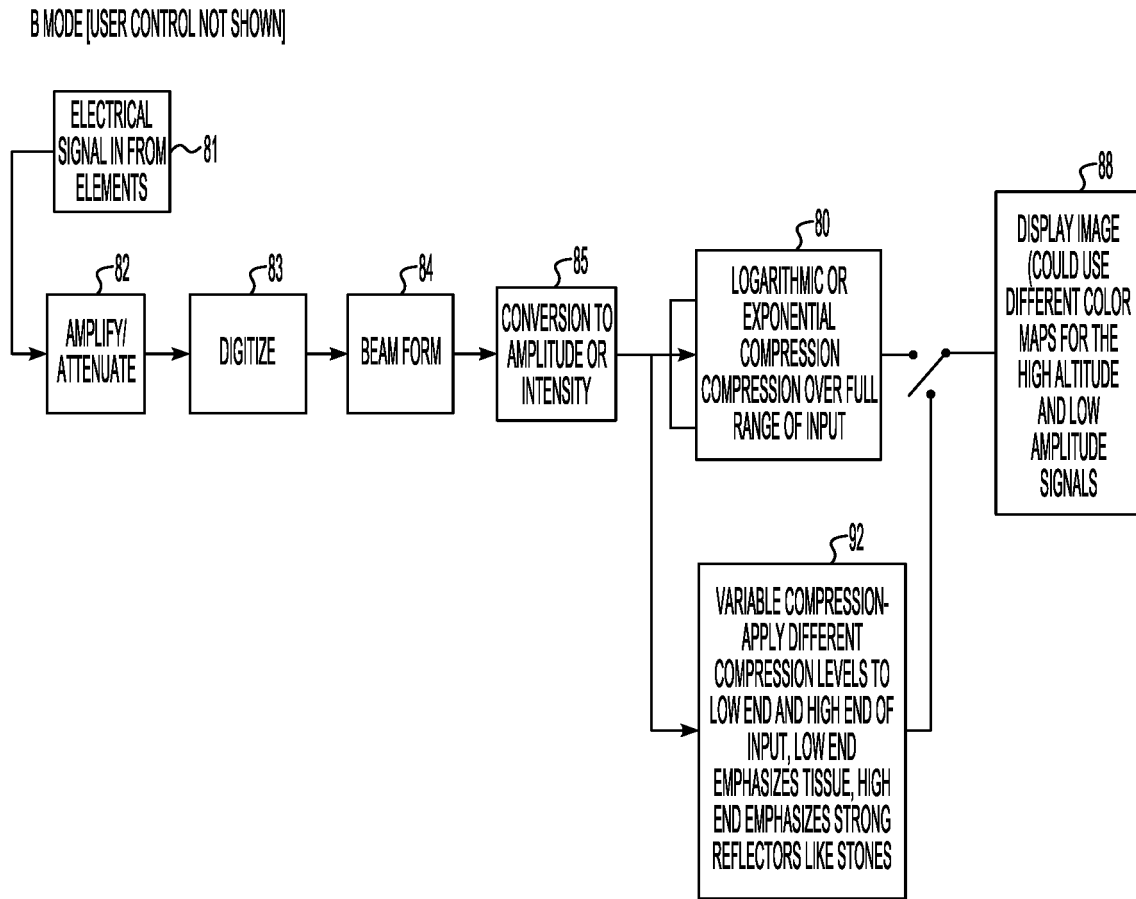 B MODE [USER CONTROL NOT SHOWN]
ELECTRICAL
SIGNAL IN FROM
ELEMENTS
81
82
AMPLIFY/
ATTENUATE
83
DIGITIZE
84
BEAM FORM
85
CONVERSION TO
AMPLITUDE OR
INTENSITY
80
LOGARITHMIC OR
EXPONENTIAL
COMPRESSION
COMPRESSION OVER FULL
RANGE OF INPUT
88
DISPLAY IMAGE
(COULD USE
DIFFERENT COLOR
MAPS FOR THE
HIGH ALTITUDE
AND LOW
AMPLITUDE
SIGNALS
92
VARIABLE COMPRESSION-
APPLY DIFFERENT
COMPRESSION LEVELS TO
LOW END AND HIGH END OF
INPUT, LOW END
EMPHASIZES TISSUE, HIGH
END EMPHASIZES STRONG
REFLECTORS LIKE STONES